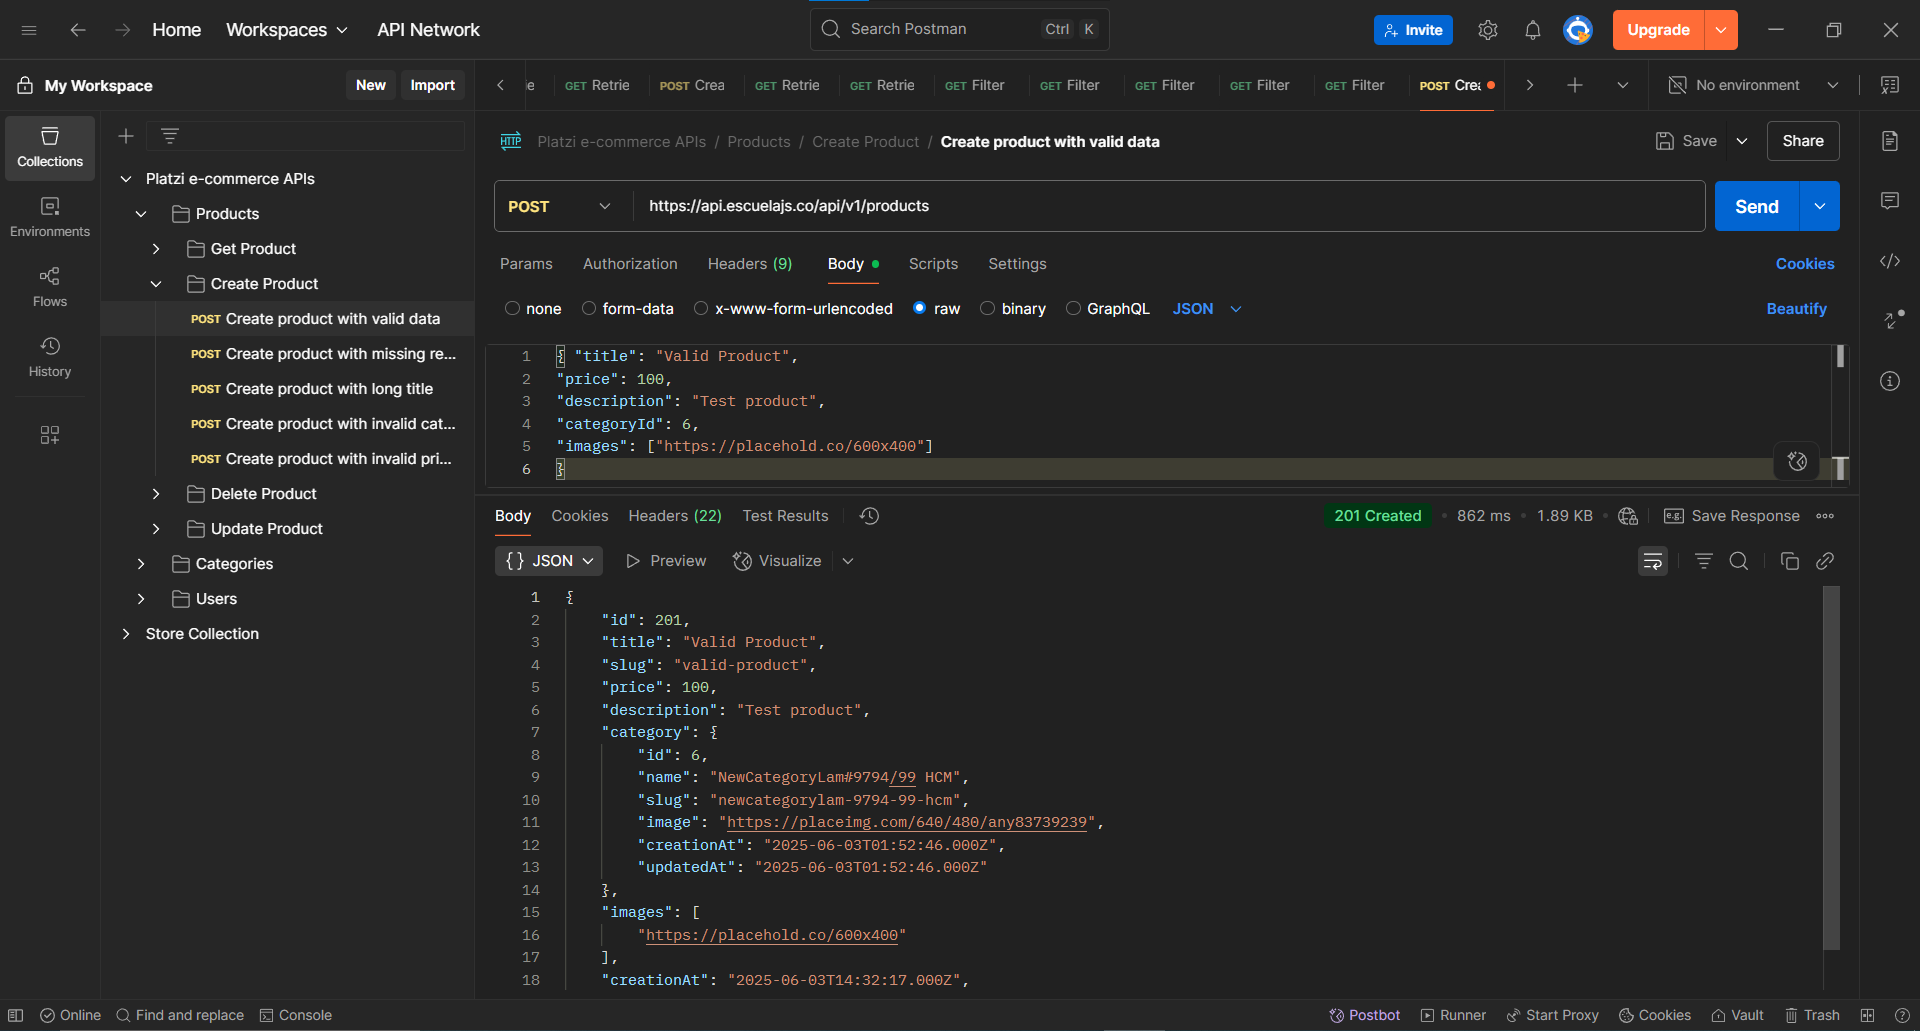 Home Workspaces API Network Search Postman Ctrl K Invite Upgrade
My Workspace New Import
GET Retrie POST Crea GET Retrie GET Retrie GET Filter GET Filter GET Filter GET Filter GET Filter POST Crea No environment
Collections
Environments
Flows
History
Platzi e-commerce APIs
Products
Get Product
Create Product
POST Create product with valid data
POST Create product with missing re...
POST Create product with long title
POST Create product with invalid cat...
POST Create product with invalid pri...
Delete Product
Update Product
Categories
Users
Store Collection
HTTP Platzi e-commerce APIs / Products / Create Product / Create product with valid data Save Share
POST https://api.escuelajs.co/api/v1/products Send
Params Authorization Headers (9) Body Scripts Settings Cookies
none form-data x-www-form-urlencoded raw binary GraphQL JSON Beautify
1 { "title": "Valid Product",
2 "price": 100,
3 "description": "Test product",
4 "categoryId": 6,
5 "images": ["https://placehold.co/600x400"]
6 }
Body Cookies Headers (22) Test Results 201 Created • 862 ms • 1.89 KB • e.g. Save Response
{} JSON Preview Visualize
1 {
2 "id": 201,
3 "title": "Valid Product",
4 "slug": "valid-product",
5 "price": 100,
6 "description": "Test product",
7 "category": {
8 "id": 6,
9 "name": "NewCategoryLam#9794/99 HCM",
10 "slug": "newcategorylam-9794-99-hcm",
11 "image": "https://placeimg.com/640/480/any83739239",
12 "creationAt": "2025-06-03T01:52:46.000Z",
13 "updatedAt": "2025-06-03T01:52:46.000Z"
14 },
15 "images": [
16 "https://placehold.co/600x400"
17 ],
18 "creationAt": "2025-06-03T14:32:17.000Z",
Online Find and replace Console Postbot Runner Start Proxy Cookies Vault Trash